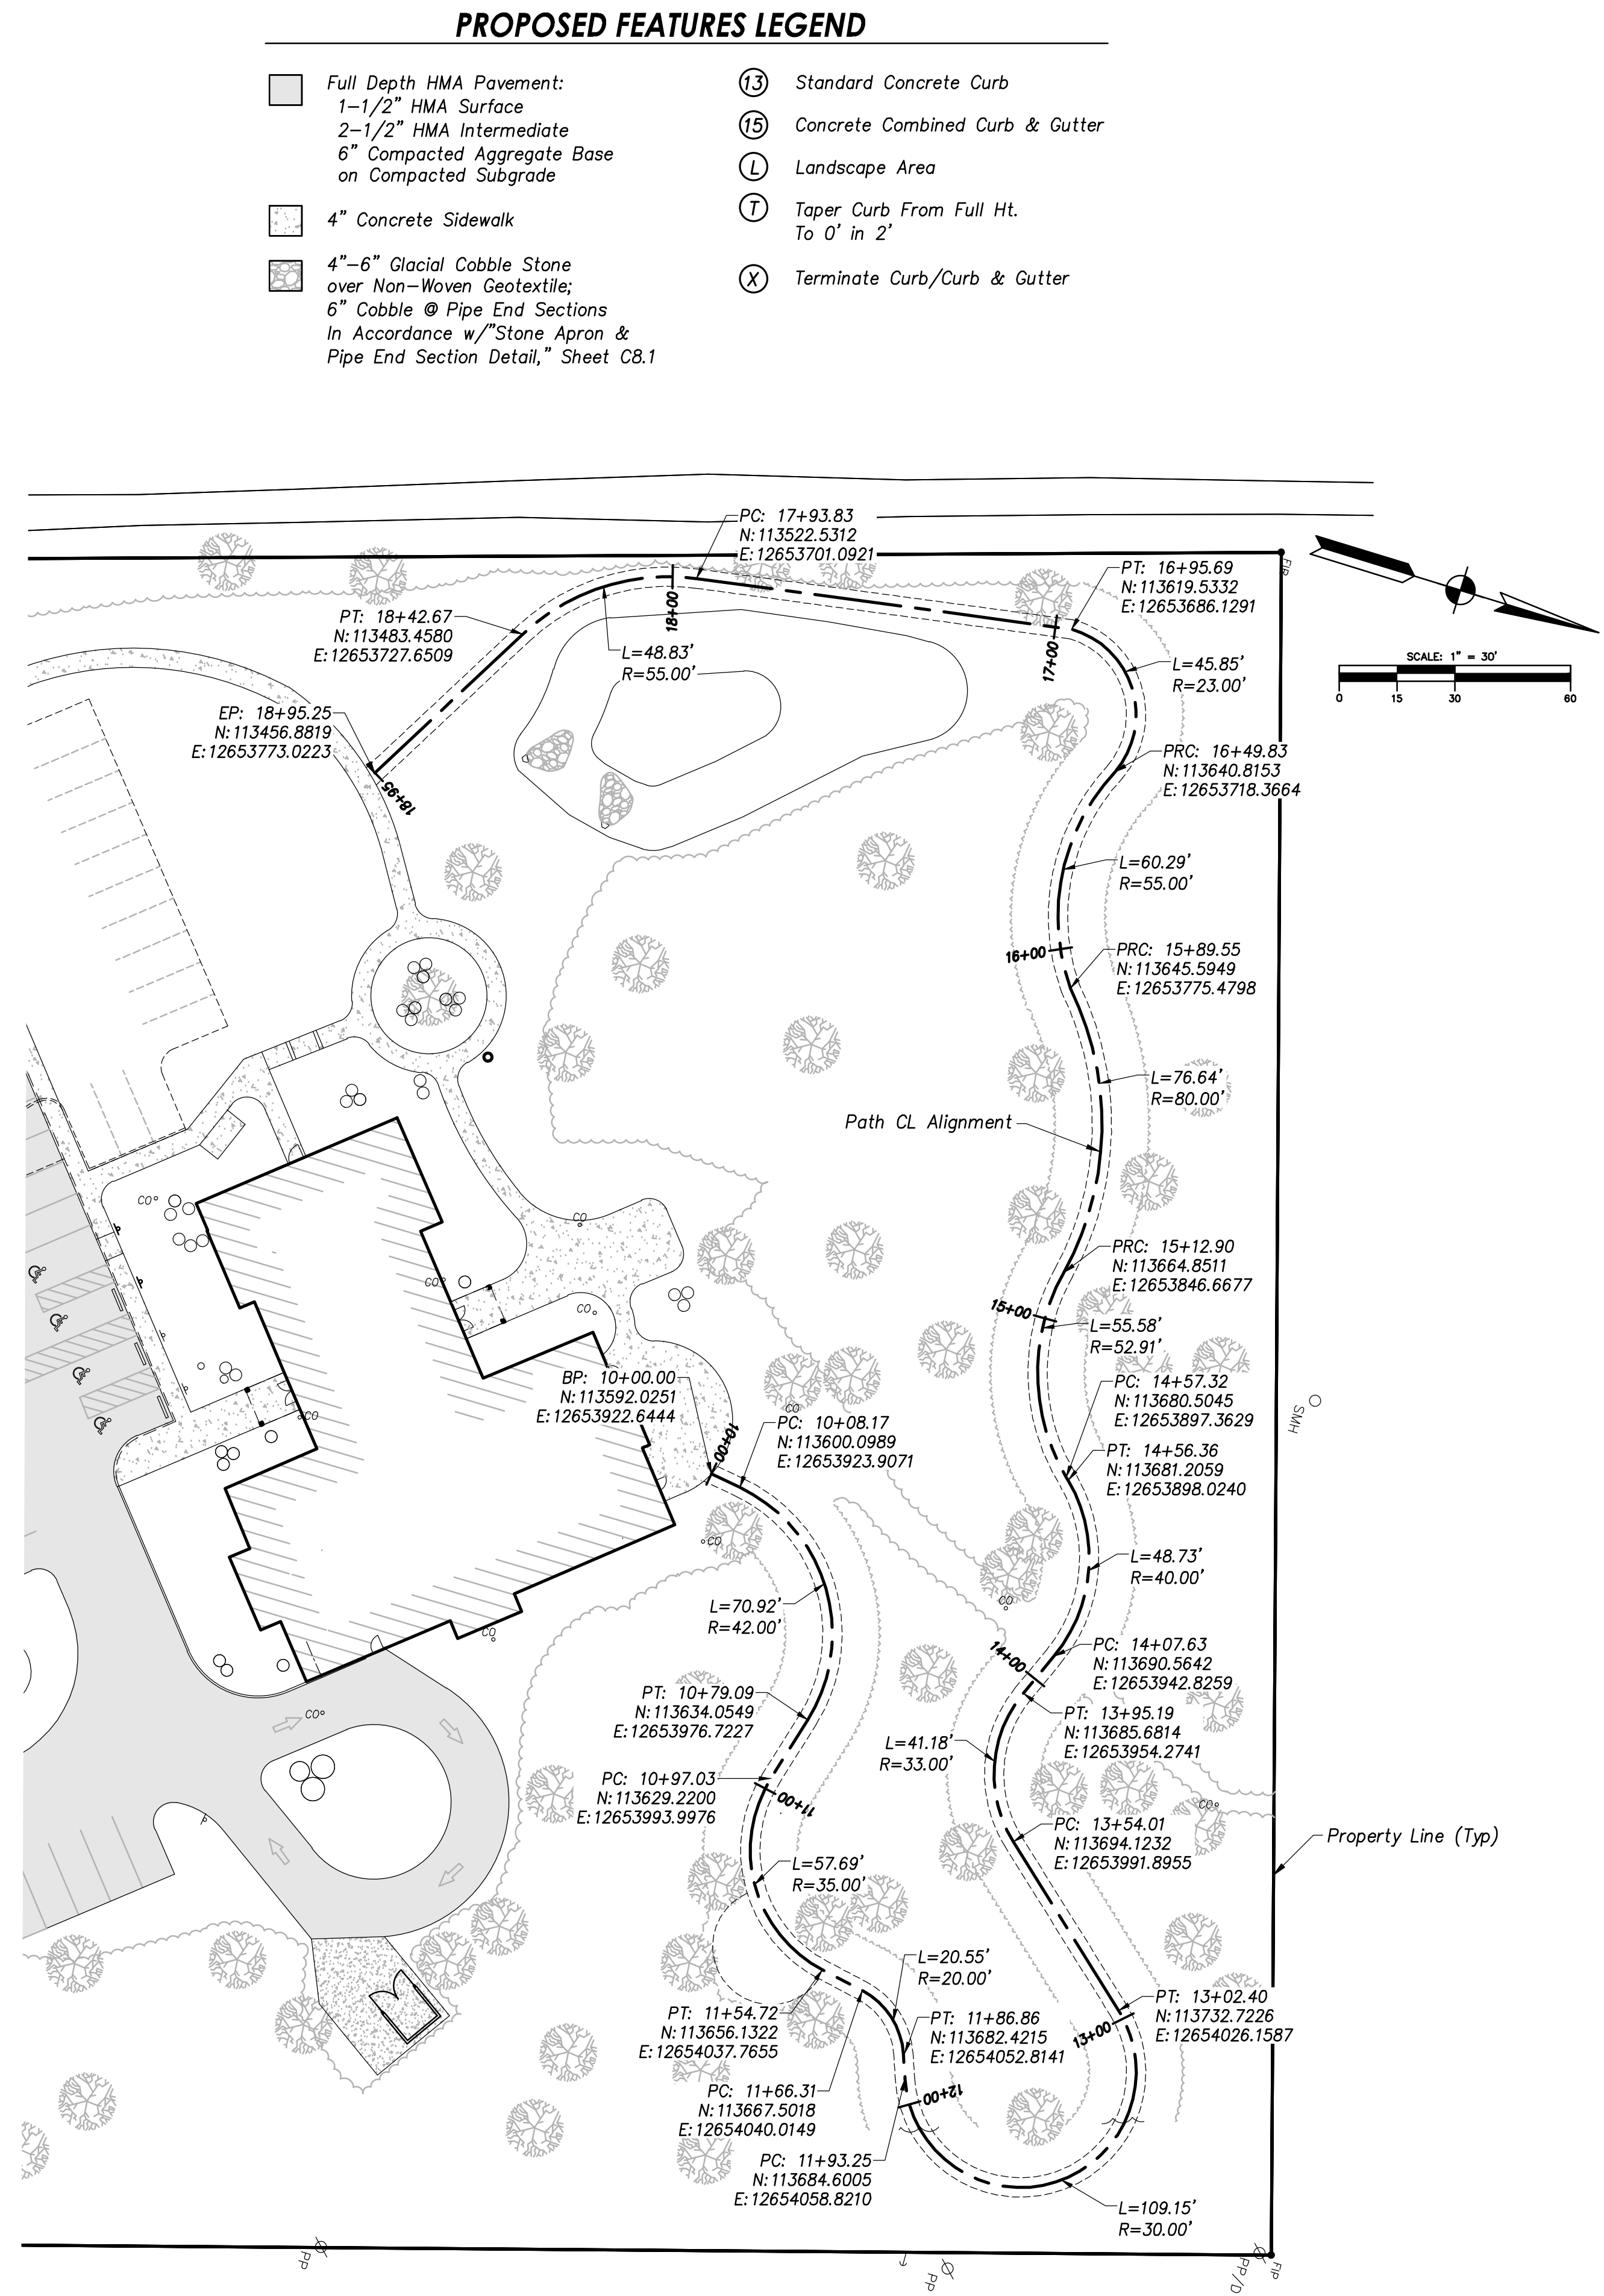 PROPOSED FEATURES LEGEND
Full Depth HMA Pavement:
1-1/2" HMA Surface
2-1/2" HMA Intermediate
6" Compacted Aggregate Base
on Compacted Subgrade
4" Concrete Sidewalk
4"-6" Glacial Cobble Stone
over Non-Woven Geotextile;
6" Cobble @ Pipe End Sections
In Accordance w/"Stone Apron &
Pipe End Section Detail," Sheet C8.1
13 Standard Concrete Curb
15 Concrete Combined Curb & Gutter
L Landscape Area
T Taper Curb From Full Ht.
To 0' in 2'
X Terminate Curb/Curb & Gutter
PC: 17+93.83
N:113522.5312
E:12653701.0921
FIP
PT: 16+95.69
N:113619.5332
E:12653686.1291
PT: 18+42.67
N:113483.4580
E:12653727.6509
18+00
17+00
L=48.83'
R=55.00'
L=45.85'
R=23.00'
SCALE: 1" = 30'
0 15 30 60
EP: 18+95.25
N:113456.8819
E:12653773.0223
18+95
PRC: 16+49.83
N:113640.8153
E:12653718.3664
L=60.29'
R=55.00'
16+00
PRC: 15+89.55
N:113645.5949
E:12653775.4798
L=76.64'
R=80.00'
Path CL Alignment
CO
CO
CO
CO
PRC: 15+12.90
N:113664.8511
E:12653846.6677
15+00
L=55.58'
R=52.91'
BP: 10+00.00
N:113592.0251
E:12653922.6444
PC: 14+57.32
N:113680.5045
E:12653897.3629
SMH
CO
CO
10+00
PC: 10+08.17
N:113600.0989
E:12653923.9071
PT: 14+56.36
N:113681.2059
E:12653898.0240
CO
L=48.73'
R=40.00'
CO
L=70.92'
R=42.00'
CO
14+00
PC: 14+07.63
N:113690.5642
E:12653942.8259
PT: 10+79.09
N:113634.0549
E:12653976.7227
CO
PT: 13+95.19
N:113685.6814
E:12653954.2741
L=41.18'
R=33.00'
PC: 10+97.03
N:113629.2200
E:12653993.9976
11+00
CO
PC: 13+54.01
N:113694.1232
E:12653991.8955
Property Line (Typ)
L=57.69'
R=35.00'
L=20.55'
R=20.00'
PT: 13+02.40
N:113732.7226
E:12654026.1587
PT: 11+54.72
N:113656.1322
E:12654037.7655
PT: 11+86.86
N:113682.4215
E:12654052.8141
13+00
PC: 11+66.31
N:113667.5018
E:12654040.0149
12+00
PC: 11+93.25
N:113684.6005
E:12654058.8210
L=109.15'
R=30.00'
PP
PP
PP/D
FIP